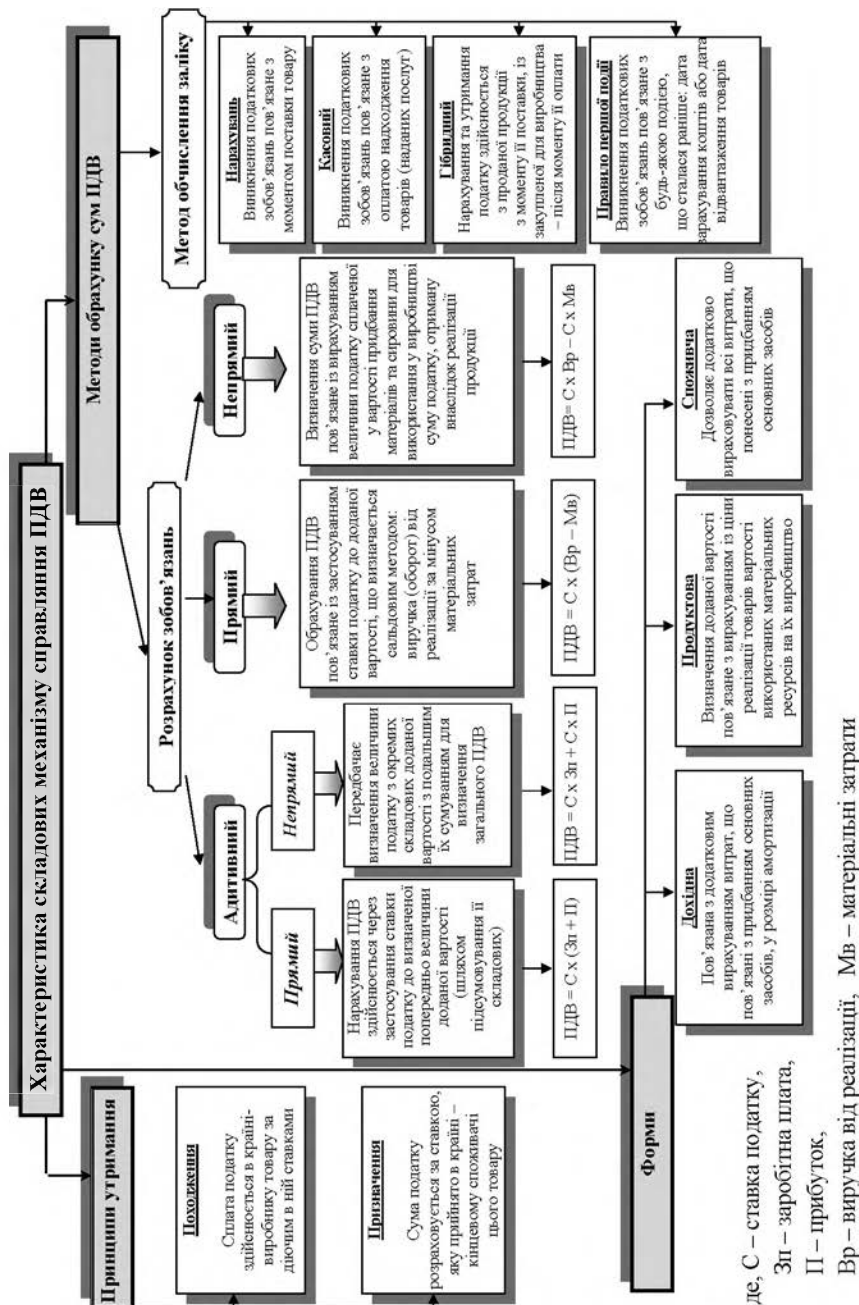 Характеристика складових механізму справляння ПДВ
Принципи утримання
Походження
Сплата податку
здійснюється в країні-
виробнику товару за
діючим в ній ставками
Призначення
Сума податку
розраховується за ставкою,
яку прийнято в країні –
кінцевому споживачі
цього товару
Методи обрахунку сум ПДВ
Розрахунок зобов’язань
Адитивний
Прямий
Нарахування ПДВ
здійснюється через
застосування ставки
податку до визначеної
попередньо величини
доданої вартості
(шляхом
підсумовування її
складових)
ПДВ = С х (Зп + П)
Непрямий
Передбачає
визначення величини
податку з окремих
складових доданої
вартості з подальшим
їх сумуванням для
визначення
загального ПДВ
ПДВ = С х Зп + С х П
Прямий
Обрахування ПДВ
пов’язане із застосуванням
ставки податку до доданої
вартості, що визначається
сальдовим методом:
виручка (оборот) від
реалізації за мінусом
матеріальних
затрат
ПДВ = С х (Вр – Мв)
Непрямий
Визначення суми ПДВ
пов’язане із вирахуванням
величини податку сплаченої
у вартості придбання
матеріалів та сировини для
використання у виробництві
суму податку, отриману
внаслідок реалізації
продукції
ПДВ= С х Вр – С х Мв
Метод обчислення заліку
Нарахувань
Виникнення податкових
зобов’язань пов’язане з
моментом поставки товару
Касовий
Виникнення податкових
зобов’язань пов’язане з
оплатою надходження
товарів (наданих послуг)
Гібридний
Нарахування та утримання
податку здійснюється
з проданої продукції
з моменту її поставки, із
закупленої для виробництва
– після моменту її оплати
Правило першої події
Виникнення податкових
зобов’язань пов’язане з
будь-якою подією,
що сталася раніше: дата
зарахування коштів або дата
відвантаження товарів
Форми
Дохідна
Пов’язана з додатковим
вирахуванням витрат, що
пов’язані з придбанням основних
засобів, у розмірі амортизації
Продуктова
Визначення доданої вартості
пов’язане з вирахуванням із ціни
реалізації товарів вартості
використаних матеріальних
ресурсів на їх виробництво
Споживча
Дозволяє додатково
вираховувати всі витрати, що
понесені з придбанням
основних засобів
де, С – ставка податку,
Зп – заробітна плата,
П – прибуток,
Вр – виручка від реалізації, Мв – матеріальні затрати